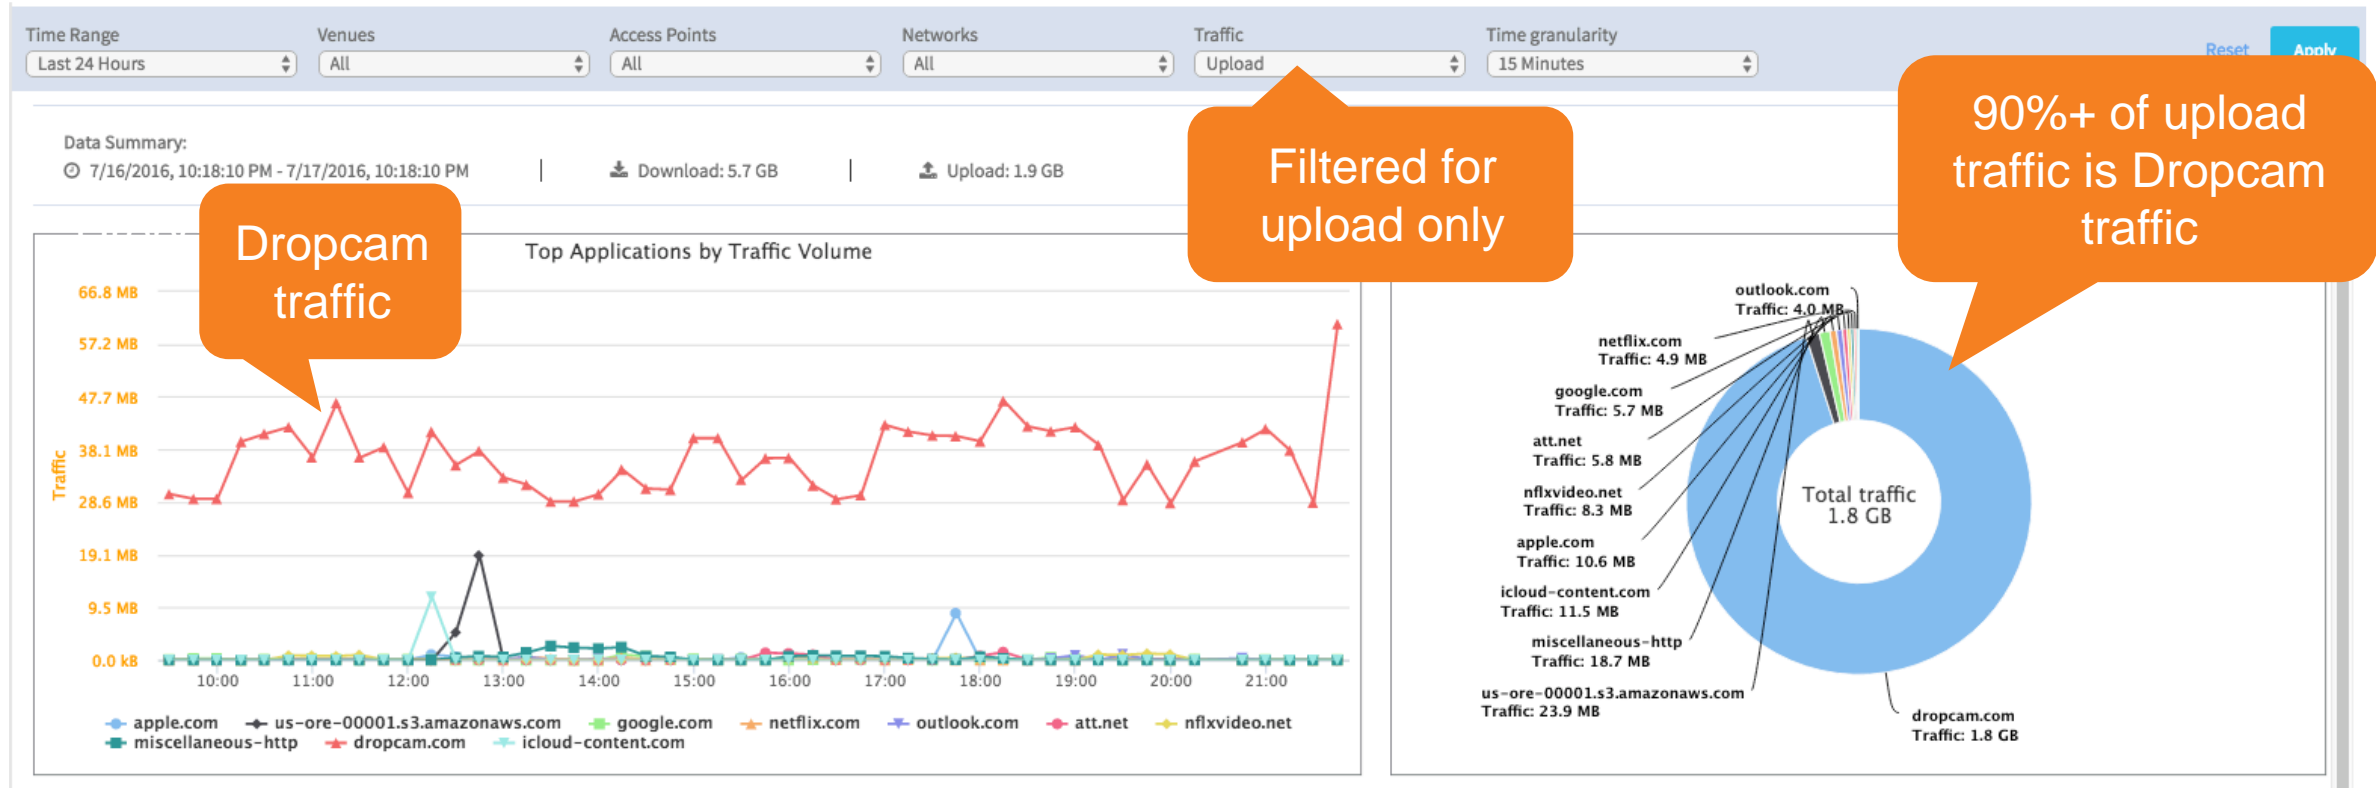 Time Range
Venues
Access Points
Networks
Traffic
Time granularity
Last 24 Hours
All
All
All
Upload
15 Minutes
Reset
Apply
Data Summary:
7/16/2016, 10:18:10 PM - 7/17/2016, 10:18:10 PM
Download: 5.7 GB
Upload: 1.9 GB
Dropcam
traffic
Filtered for
upload only
90%+ of upload
traffic is Dropcam
traffic
Top Applications by Traffic Volume
66.8 MB
57.2 MB
47.7 MB
38.1 MB
28.6 MB
19.1 MB
9.5 MB
0.0 kB
Traffic
10:00
11:00
12:00
13:00
14:00
15:00
16:00
17:00
18:00
19:00
20:00
21:00
apple.com
us-ore-00001.s3.amazonaws.com
google.com
netflix.com
outlook.com
att.net
nflxvideo.net
miscellaneous-http
dropcam.com
icloud-content.com
outlook.com
Traffic: 4.0 MB
netflix.com
Traffic: 4.9 MB
google.com
Traffic: 5.7 MB
att.net
Traffic: 5.8 MB
nflxvideo.net
Traffic: 8.3 MB
apple.com
Traffic: 10.6 MB
icloud-content.com
Traffic: 11.5 MB
miscellaneous-http
Traffic: 18.7 MB
us-ore-00001.s3.amazonaws.com
Traffic: 23.9 MB
Total traffic
1.8 GB
dropcam.com
Traffic: 1.8 GB